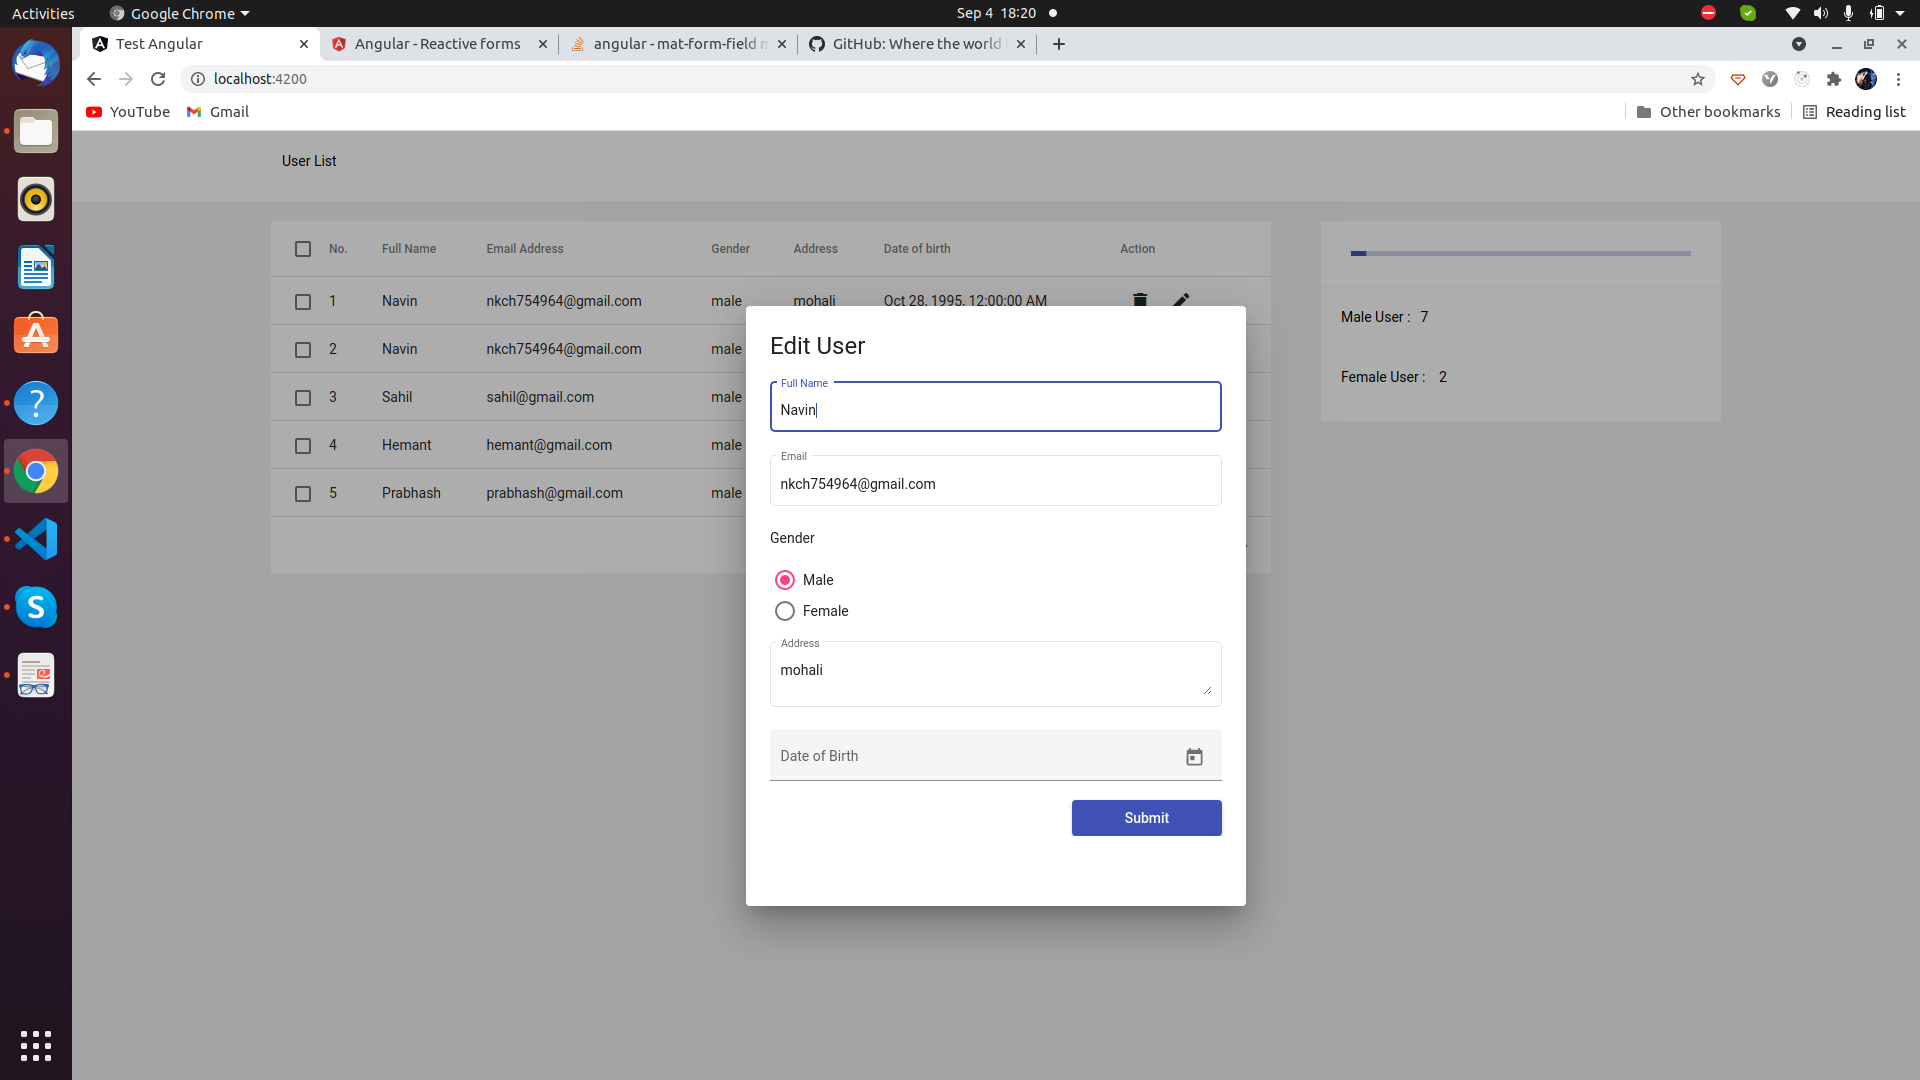 Activities
Google Chrome
Sep 4 18:20
Test Angular
Angular - Reactive forms
angular - mat-form-field
GitHub: Where the world
localhost:4200
YouTube
Gmail
Other bookmarks
Reading list
User List
No. Full Name Email Address Gender Address Date of birth Action
1 Navin nkch754964@gmail.com male mohali Oct 28, 1995, 12:00:00 AM
2 Navin nkch754964@gmail.com male
3 Sahil sahil@gmail.com male
4 Hemant hemant@gmail.com male
5 Prabhash prabhash@gmail.com male
Male User : 7
Female User : 2
Edit User
Full Name
Navin
Email
nkch754964@gmail.com
Gender
Male
Female
Address
mohali
Date of Birth
Submit